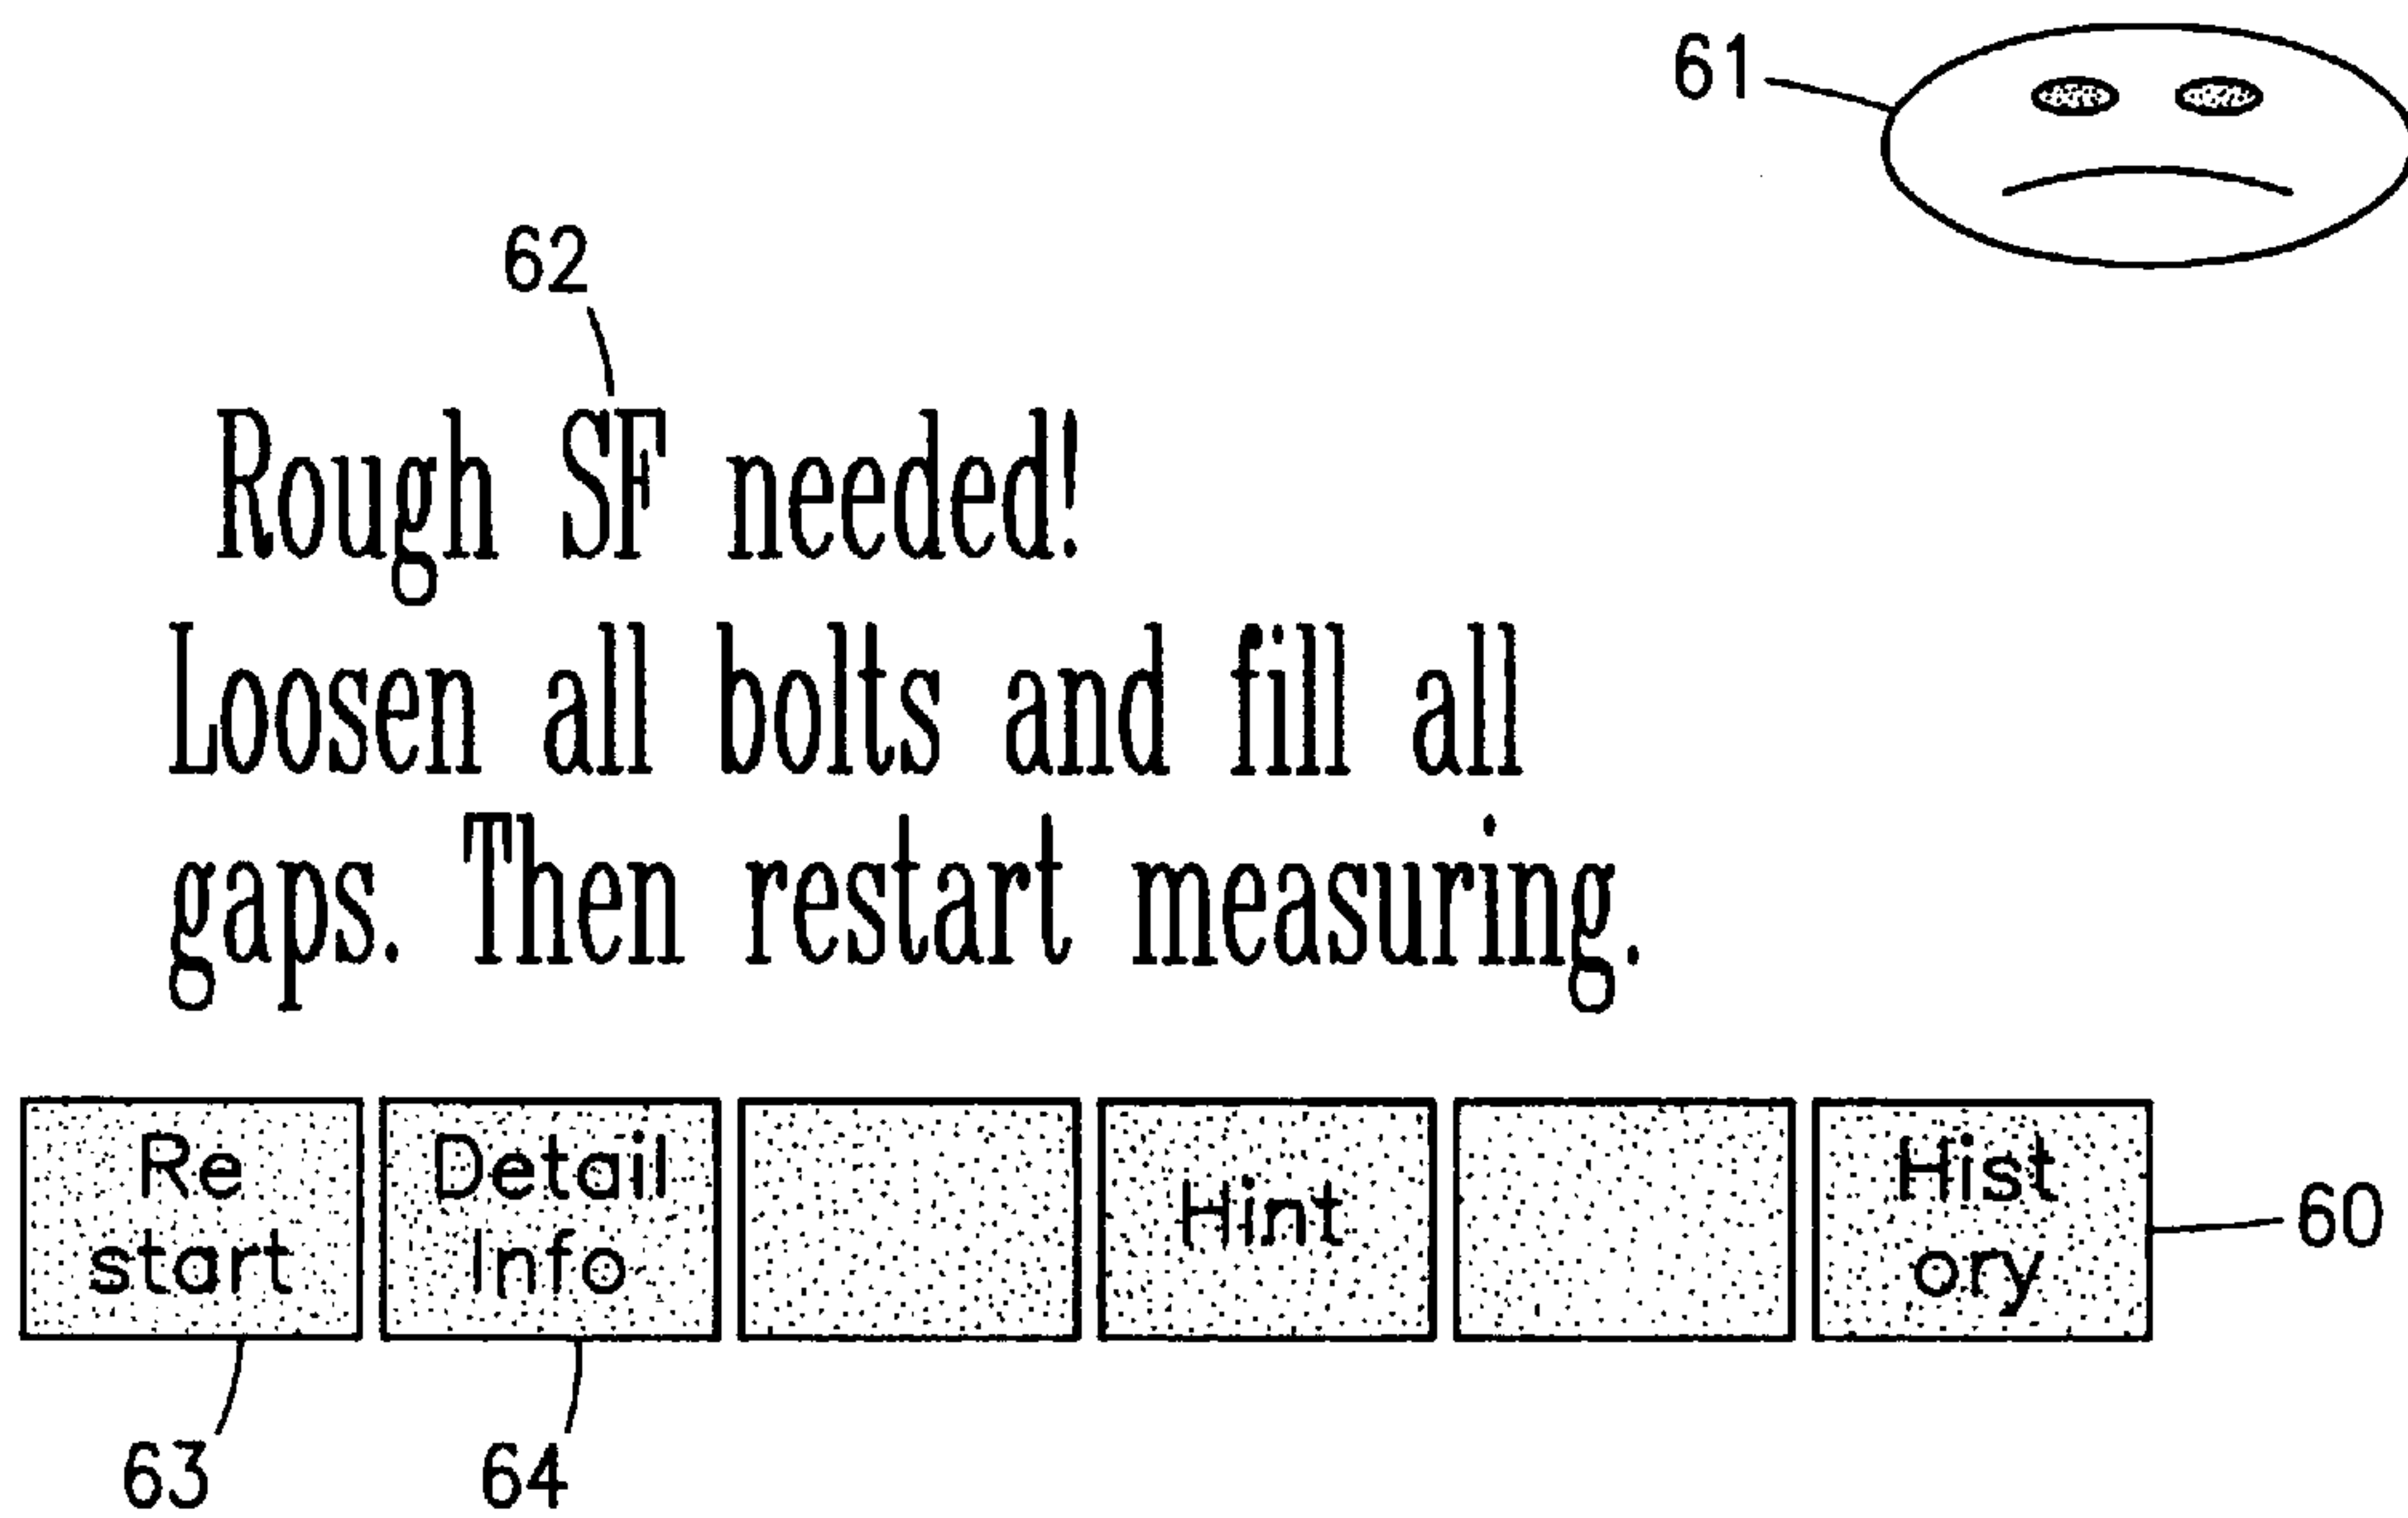 61
62
Rough SF needed!
Loosen all bolts and fill all
gaps. Then restart measuring.
Re
start
Detail
Info
Hint
Hist
ory
60
63
64